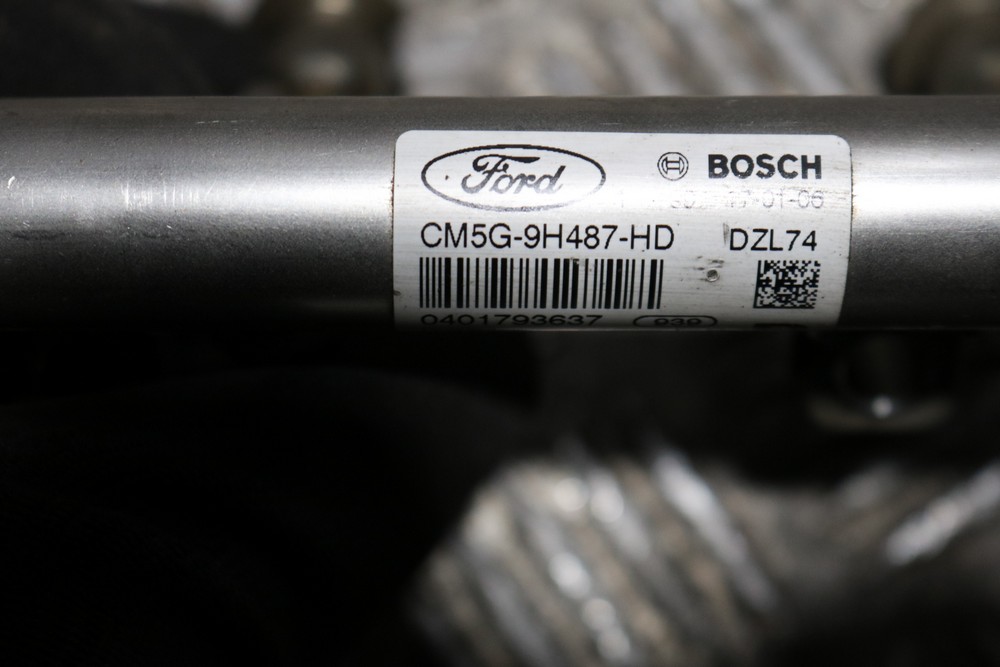 Ford
BOSCH
CM5G-9H487-HD DZL74
0401793637 039